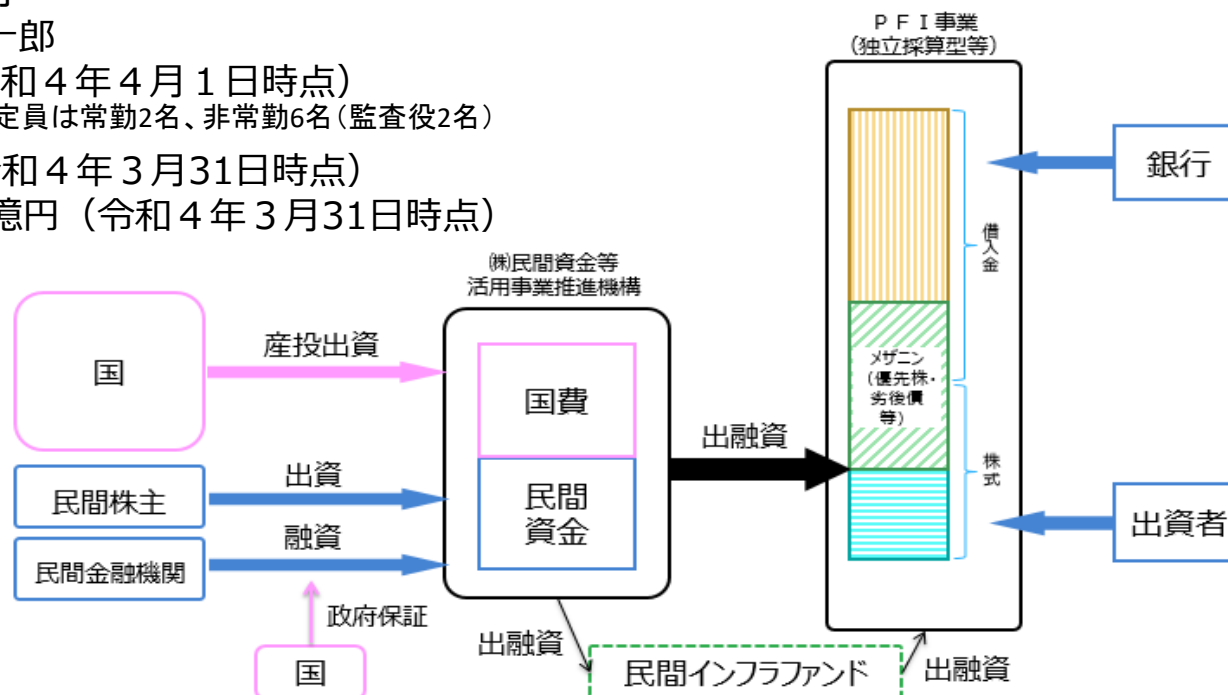 一郎
和４年４月１日時点）
定員は常勤2名、非常勤6名（監査役2名）
和４年３月31日時点）
億円（令和４年３月31日時点）
ＰＦＩ事業
（独立採算型等）
銀行
借入金
㈱民間資金等
活用事業推進機構
国
産投出資
国費
メザニン
（優先株・
劣後債
等）
出融資
民間株主
出資
民間
資金
株式
出資者
民間金融機関
融資
政府保証
国
出融資
民間インフラファンド
出融資